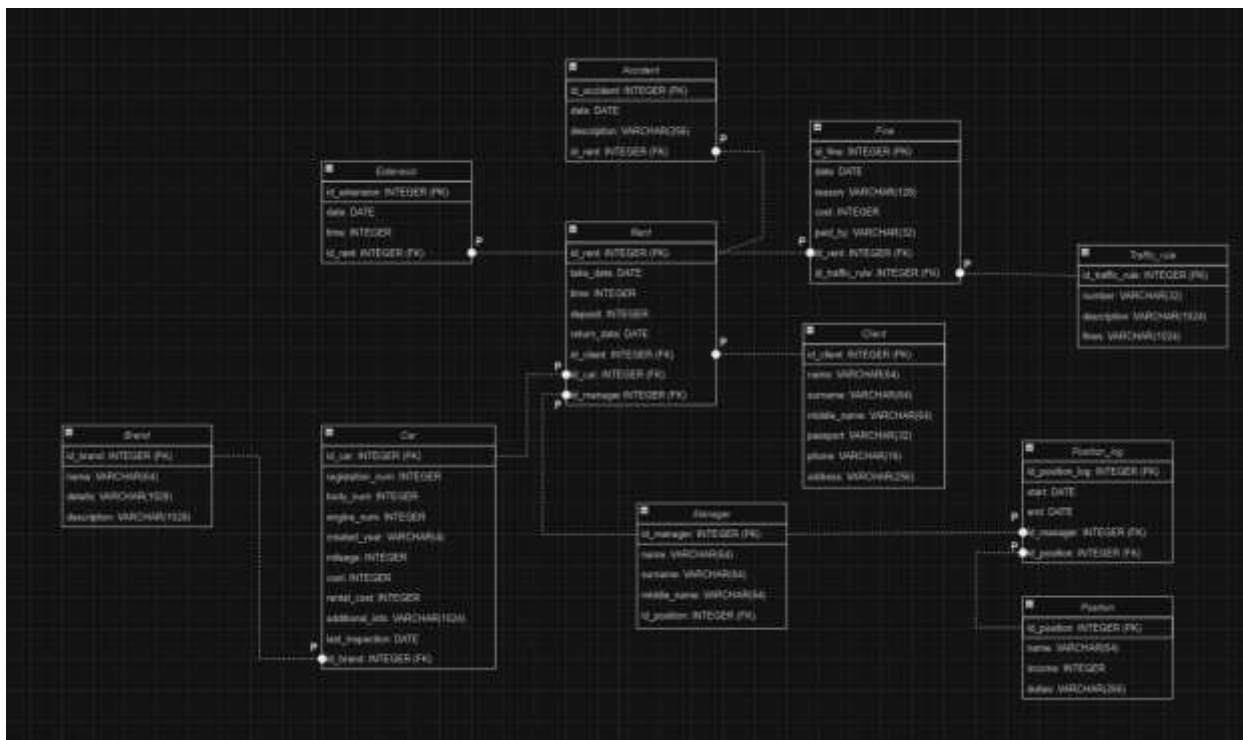 Accident
id_accident: INTEGER (PK)
date: DATE
description: VARCHAR(256)
id_rent: INTEGER (FK)
P
Fine
id_fine: INTEGER (PK)
date: DATE
VARCHAR(128)
cost: INTEGER
paid_by: VARCHAR(32)
id_rent: INTEGER (FK)
id_traffic_rule: INTEGER (FK)
P
P
Extension
id_extension: INTEGER (PK)
date: DATE
time: INTEGER
id_rent: INTEGER (FK)
P
Rent
id_rent: INTEGER (PK)
take_date: DATE
time: INTEGER
deposit: INTEGER
return_date: DATE
id_client: INTEGER (FK)
id_car: INTEGER (FK)
id_manager: INTEGER (FK)
P
P
P
Traffic_rule
id_traffic_rule: INTEGER (PK)
number: VARCHAR(32)
description: VARCHAR(1024)
VARCHAR(1024)
Client
id_client: INTEGER (PK)
name: VARCHAR(64)
surname: VARCHAR(64)
middle_name: VARCHAR(64)
passport: VARCHAR(32)
phone: VARCHAR(16)
address: VARCHAR(256)
Brand
id_brand: INTEGER (PK)
name: VARCHAR(64)
details: VARCHAR(1028)
description: VARCHAR(1028)
Car
id_car: INTEGER (PK)
registration_num: INTEGER
body_num: INTEGER
engine_num: INTEGER
created_year: VARCHAR(4)
mileage: INTEGER
cost: INTEGER
rental_cost: INTEGER
additional_info: VARCHAR(1024)
last_inspection: DATE
id_brand: INTEGER (FK)
P
Manager
id_manager: INTEGER (PK)
name: VARCHAR(64)
surname: VARCHAR(64)
middle_name: VARCHAR(64)
id_position: INTEGER (FK)
Position_log
id_position_log: INTEGER (PK)
start: DATE
end: DATE
id_manager: INTEGER (FK)
id_position: INTEGER (FK)
P
P
Position
id_position: INTEGER (PK)
name: VARCHAR(64)
income: INTEGER
duties: VARCHAR(256)